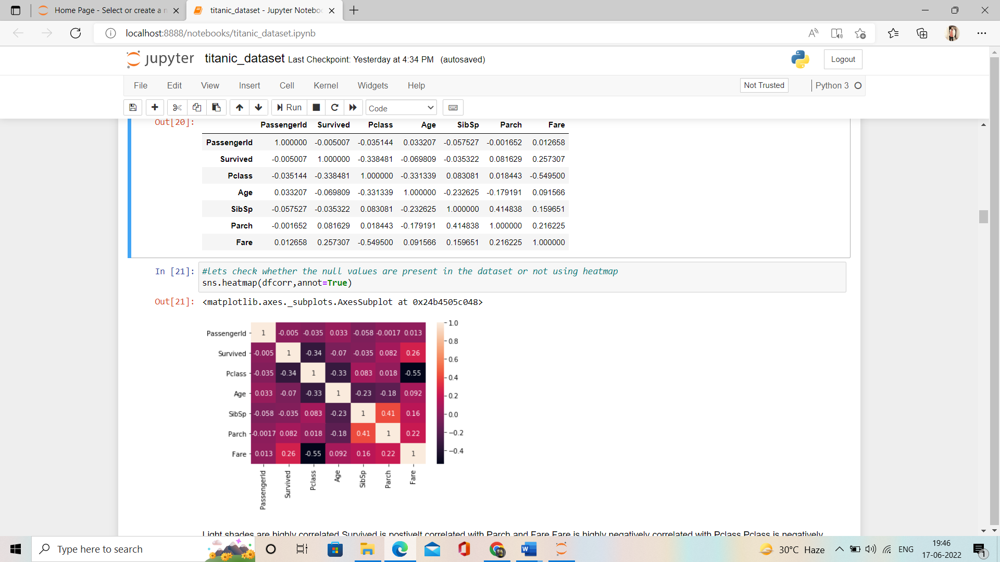 Home Page - Select or create a n
titanic_dataset - Jupyter Notebo
localhost:8888/notebooks/titanic_dataset.ipynb
jupyter titanic_dataset Last Checkpoint: Yesterday at 4:34 PM (autosaved)
Logout
File Edit View Insert Cell Kernel Widgets Help
Not Trusted
Python 3
Run
Code
Out[20]:
PassengerId Survived Pclass Age SibSp Parch Fare
PassengerId 1.000000 -0.005007 -0.035144 0.033207 -0.057527 -0.001652 0.012658
Survived -0.005007 1.000000 -0.338481 -0.069809 -0.035322 0.081629 0.257307
Pclass -0.035144 -0.338481 1.000000 -0.331339 0.083081 0.018443 -0.549500
Age 0.033207 -0.069809 -0.331339 1.000000 -0.232625 -0.179191 0.091566
SibSp -0.057527 -0.035322 0.083081 -0.232625 1.000000 0.414838 0.159651
Parch -0.001652 0.081629 0.018443 -0.179191 0.414838 1.000000 0.216225
Fare 0.012658 0.257307 -0.549500 0.091566 0.159651 0.216225 1.000000
In [21]: #lets check whether the null values are present in the dataset or not using heatmap
sns.heatmap(dfcorr,annot=True)
Out[21]: <matplotlib.axes._subplots.AxesSubplot at 0x24b4505c048>
PassengerId 1 -0.005 -0.035 0.033 -0.058 -0.0017 0.013
Survived -0.005 1 -0.34 -0.07 -0.035 0.082 0.26
Pclass -0.035 -0.34 1 -0.33 0.083 0.018 -0.55
Age 0.033 -0.07 -0.33 1 -0.23 -0.18 0.092
SibSp -0.058 -0.035 0.083 -0.23 1 0.41 0.16
Parch -0.0017 0.082 0.018 -0.18 0.41 1 0.22
Fare 0.013 0.26 -0.55 0.092 0.16 0.22 1
PassengerId Survived Pclass Age SibSp Parch Fare
1.0
0.8
0.6
0.4
0.2
0.0
−0.2
−0.4
Light shades are highly correlated Survived is postivelt correlated with Parch and Fare Fare is highly negatively correlated with Pclass Pclass is negatively
Type here to search
30°C Haze
ENG
19:46
17-06-2022
1